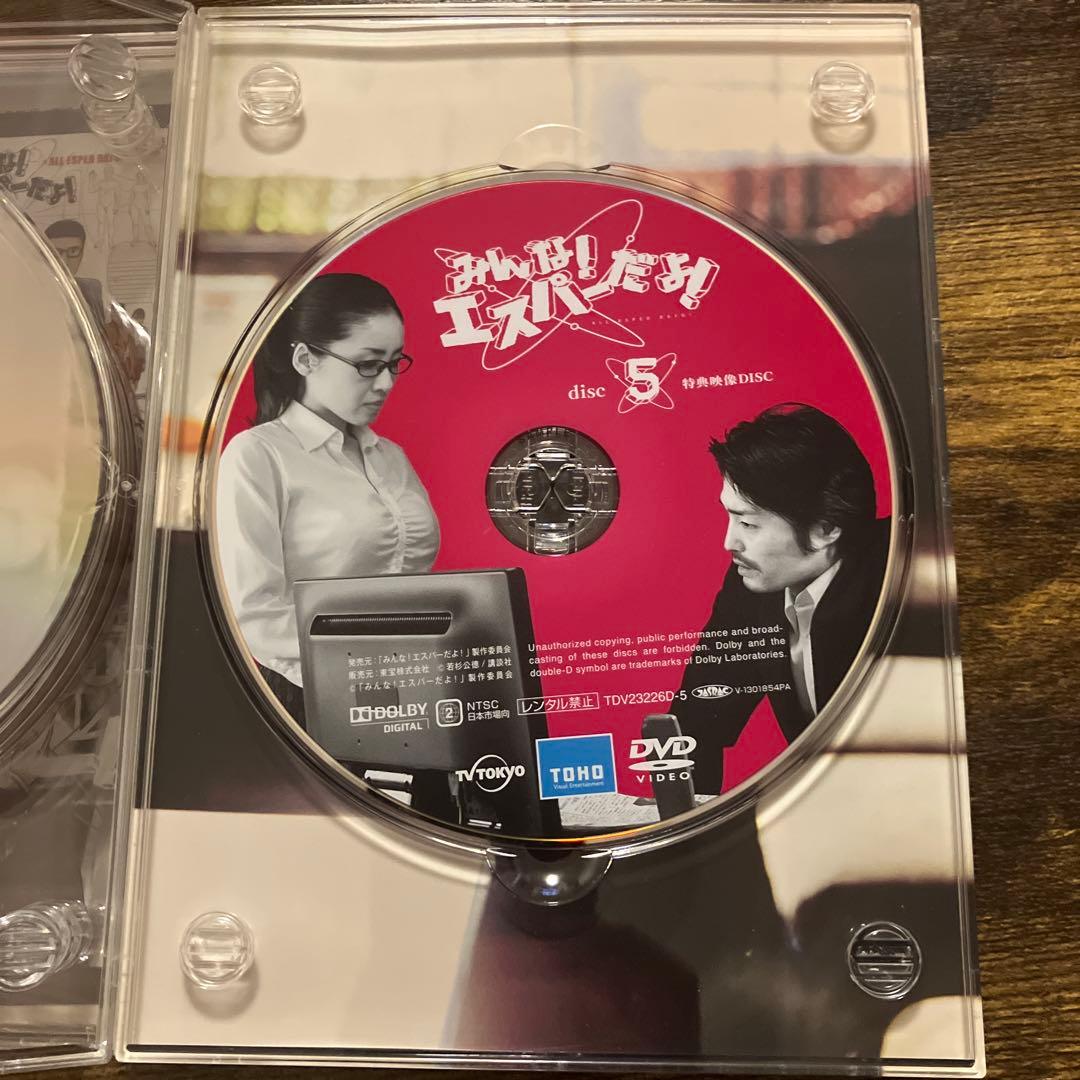 ALL ESPER DAY
みんな!
エスパーだよ!
ALL ESPER DAYO!
disc 5 特典映像DISC
発売元:「みんな!エスパーだよ!」製作委員会
販売元:東宝株式会社 ©若杉公徳/講談社
©「みんな!エスパーだよ!」製作委員会
Unauthorized copying, public performance and broad-
casting of these discs are forbidden. Dolby and the
double-D symbol are trademarks of Dolby Laboratories.
DOLBY
DIGITAL
2
NTSC
日本市場向
レンタル禁止
TDV23226D-5
JASRAC
V-1301854PA
TV TOKYO
TOHO
Visual Entertainment
DVD
VIDEO